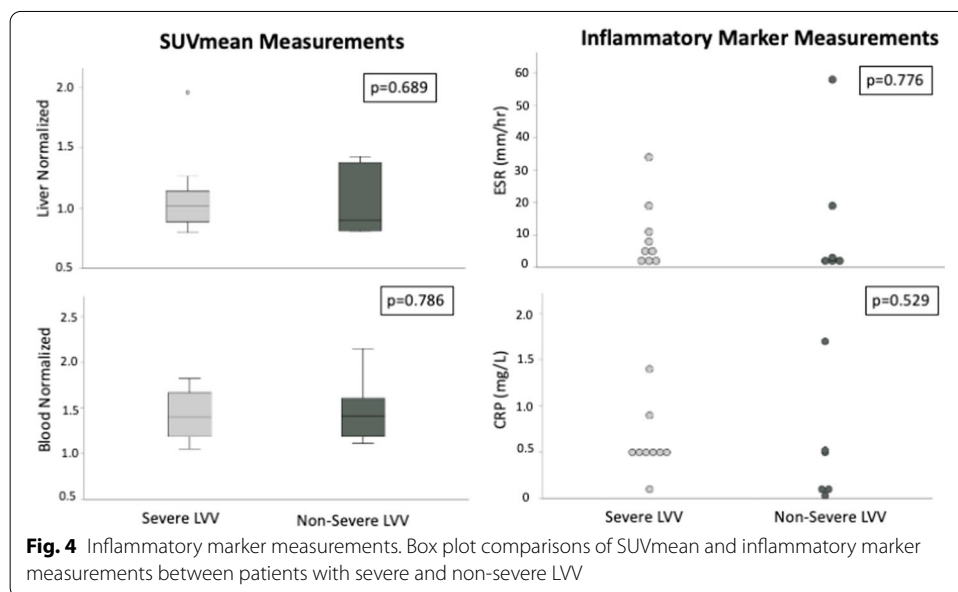 SUVmean Measurements
Inflammatory Marker Measurements
p=0.689
Liver Normalized
2.0
1.5
1.0
0.5
p=0.776
ESR (mm/hr)
60
50
40
30
20
10
0
p=0.786
Blood Normalized
2.5
2.0
1.5
1.0
0.5
p=0.529
CRP (mg/L)
2.0
1.5
1.0
0.5
0
Severe LVV
Non-Severe LVV
Severe LVV
Non-Severe LVV
Fig. 4 Inflammatory marker measurements. Box plot comparisons of SUVmean and inflammatory marker
measurements between patients with severe and non-severe LVV